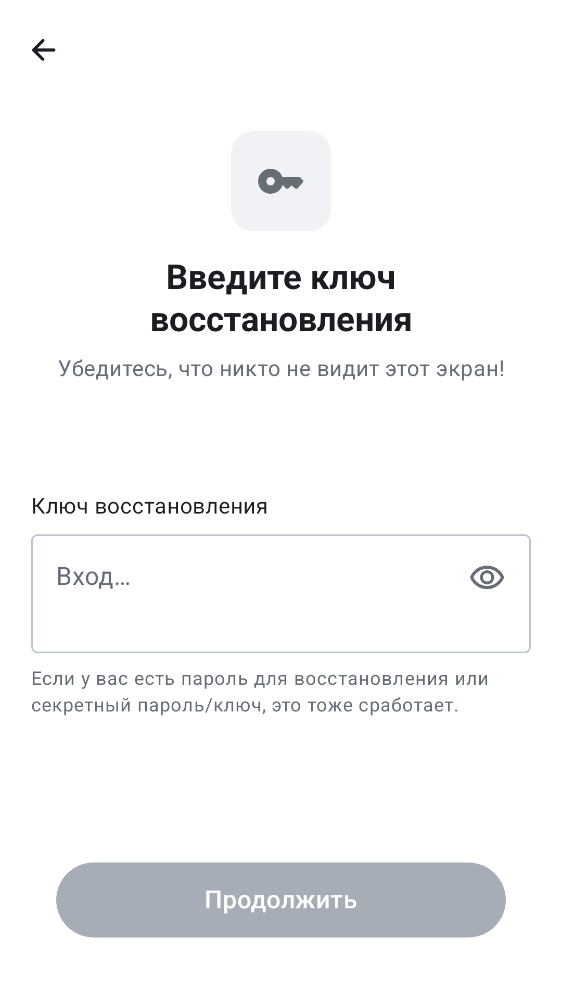 Введите ключ
восстановления
Убедитесь, что никто не видит этот экран!
Ключ восстановления
Вход…
Если у вас есть пароль для восстановления или
секретный пароль/ключ, это тоже сработает.
Продолжить